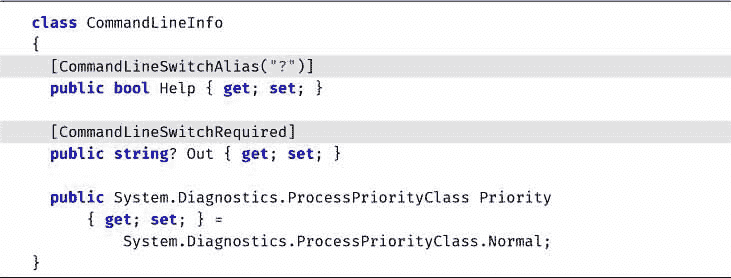 class CommandLineInfo
{
[CommandLineSwitchAlias("?")]
public bool Help { get; set; }
[CommandLineSwitchRequired]
public string? Out { get; set; }
public System.Diagnostics.ProcessPriorityClass Priority
{ get; set; } =
System.Diagnostics.ProcessPriorityClass.Normal;
}